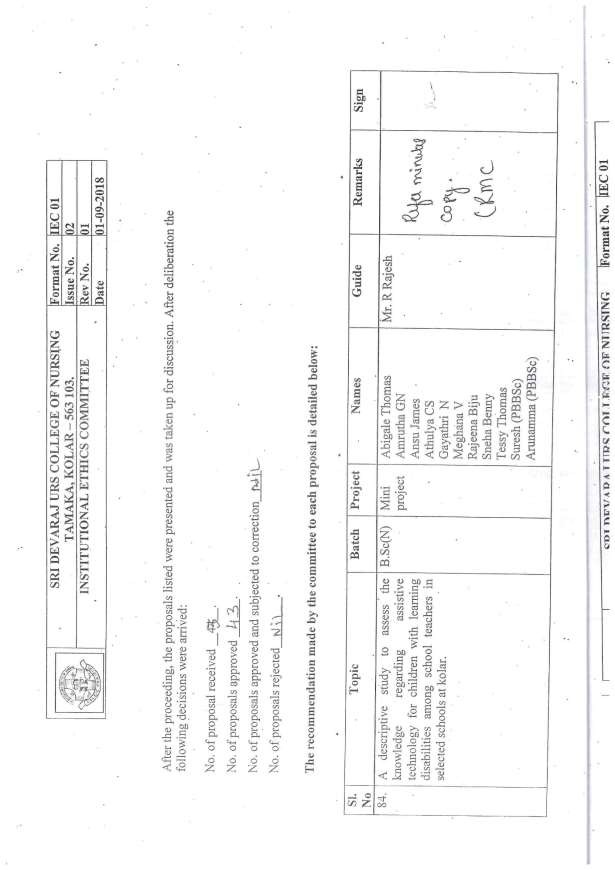 SRI DEVARAJ URS COLLEGE OF NURSING
TAMAKA, KOLAR – 563 103.
INSTITUTIONAL ETHICS COMMITTEE
Format No. IEC 01
Issue No. 02
Rev No. 01
Date 01-09-2018
After the proceeding, the proposals listed were presented and was taken up for discussion. After deliberation the
following decisions were arrived:
No. of proposal received
No. of proposals approved 43.
No. of proposals approved and subjected to correction Nil
No. of proposals rejected Nil.
The recommendation made by the committee to each proposal is detailed below:
Sl. No Topic Batch Project Names Guide Remarks Sign
84. A descriptive study to assess the
knowledge regarding assistive
technology for children with learning
disabilities among school teachers in
selected schools at kolar.
B.Sc(N)
Mini
project
Abigale Thomas
Amrutha GN
Ansu James
Athulya CS
Gayathri N
Meghana V
Rajeena Biju
Sneha Benny
Tessy Thomas
Suresh (PBBSc)
Arunamma (PBBSc)
Mr. R Rajesh
minutes
copy.
CRMC
SRI DEVARAJ URS COLLEGE OF NURSING Format No. IEC 01